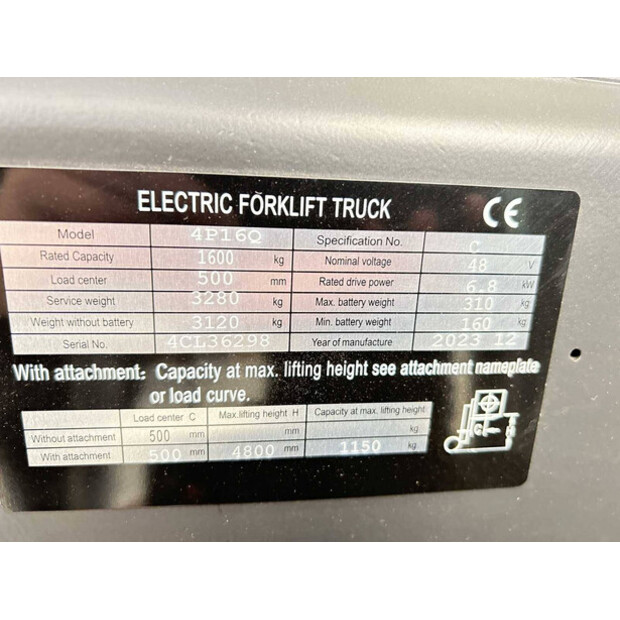 ELECTRIC FORKLIFT TRUCK CE
Model 4P16Q Specification No. C
Rated Capacity 1600 kg Nominal voltage 48 V
Load center 500 mm Rated drive power 6.8 kW
Service weight 3280 kg Max. battery weight 310 kg
Weight without battery 3120 kg Min. battery weight 160 kg
Serial No. 4CL36298 Year of manufacture 2023 12
With attachment: Capacity at max. lifting height see attachment nameplate
or load curve.
Load center C Max.lifting height H Capacity at max. lifting height
Without attachment 500 mm mm kg
With attachment 500 mm 4800 mm 1150 kg